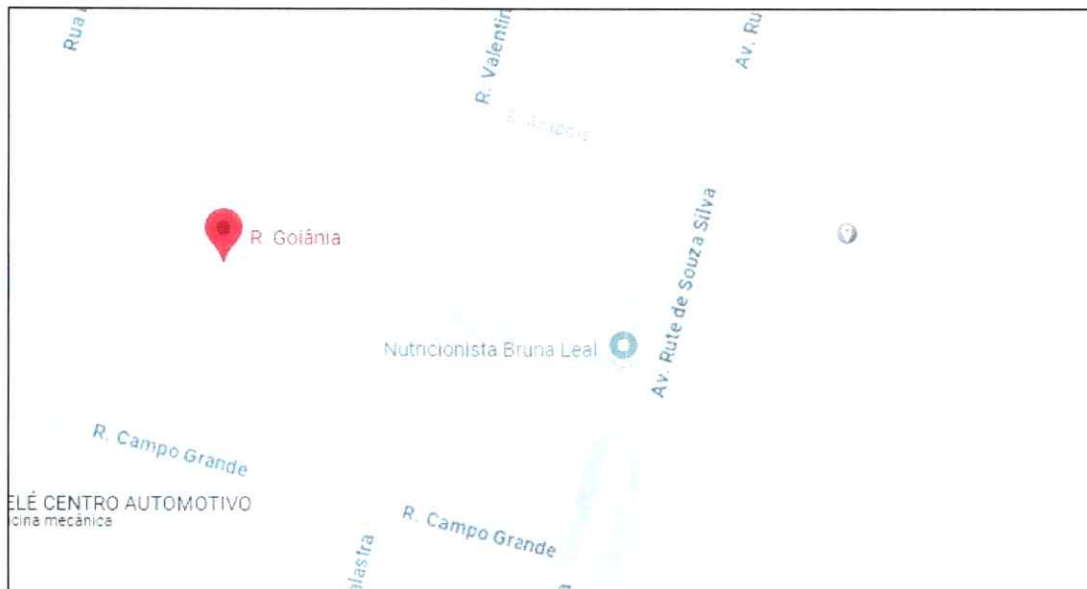 Rua
R. Valentin
Av. Ru
R. Anápolis
R. Goiânia
Av. Rute de Souza Silva
Nutricionista Bruna Leal
R. Campo Grande
ELÉ CENTRO AUTOMOTIVO
icina mecânica
R. Campo Grande
alastra